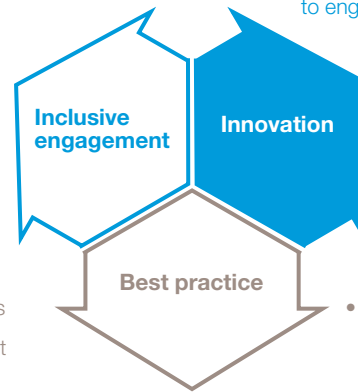 to eng
Inclusive
engagement
Innovation
Best practice
s
•
t